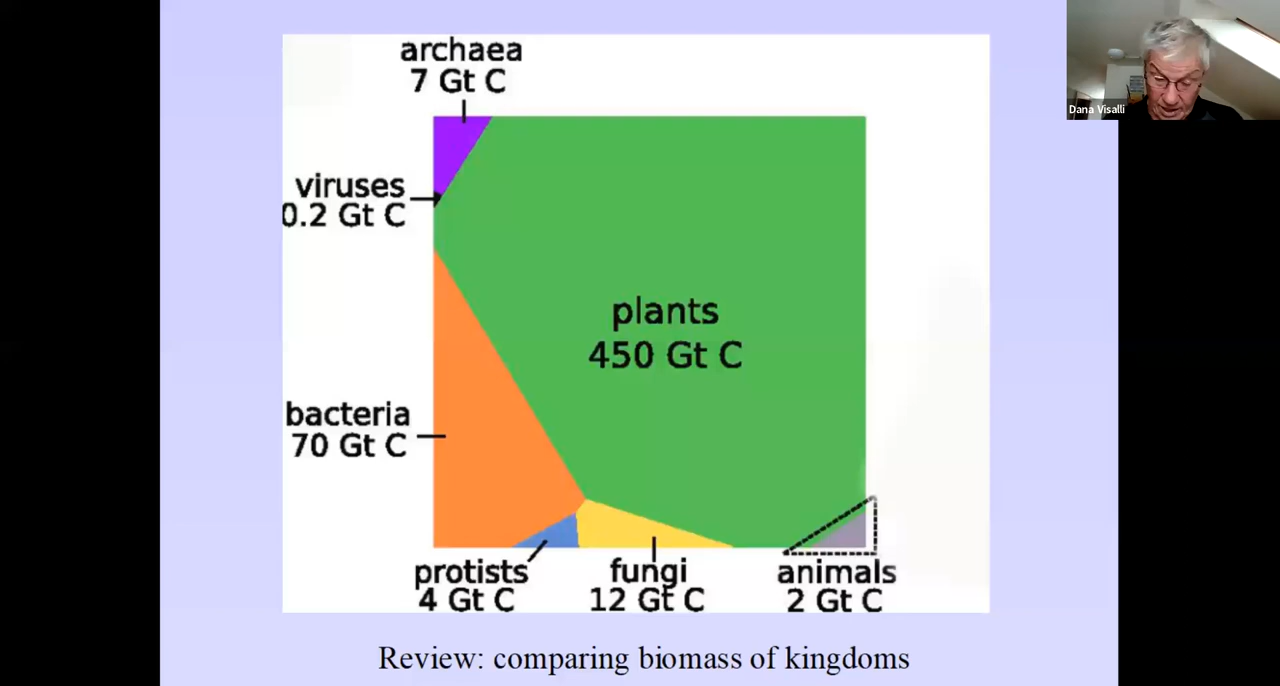 archaea
7 Gt C
Dana Visalli
viruses
0.2 Gt C
plants
450 Gt C
bacteria
70 Gt C
protists
4 Gt C
fungi
12 Gt C
animals
2 Gt C
Review: comparing biomass of kingdoms